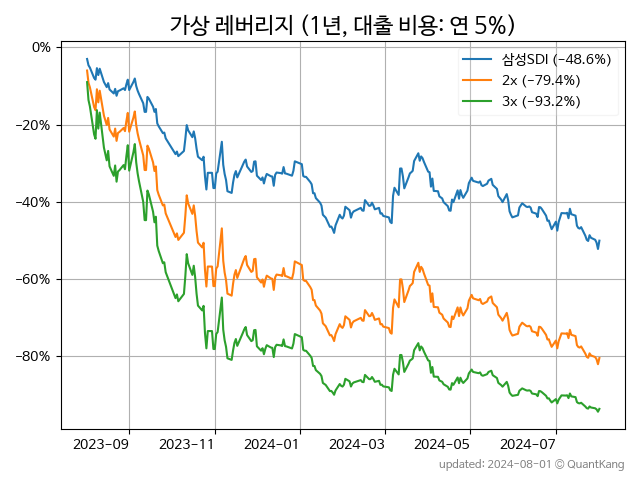 가상 레버리지 (1년, 대출 비용: 연 5%)
0%
−20%
−40%
−60%
−80%
삼성SDI (−48.6%)
2x (−79.4%)
3x (−93.2%)
2023-09
2023-11
2024-01
2024-03
2024-05
2024-07
updated: 2024-08-01 © QuantKang